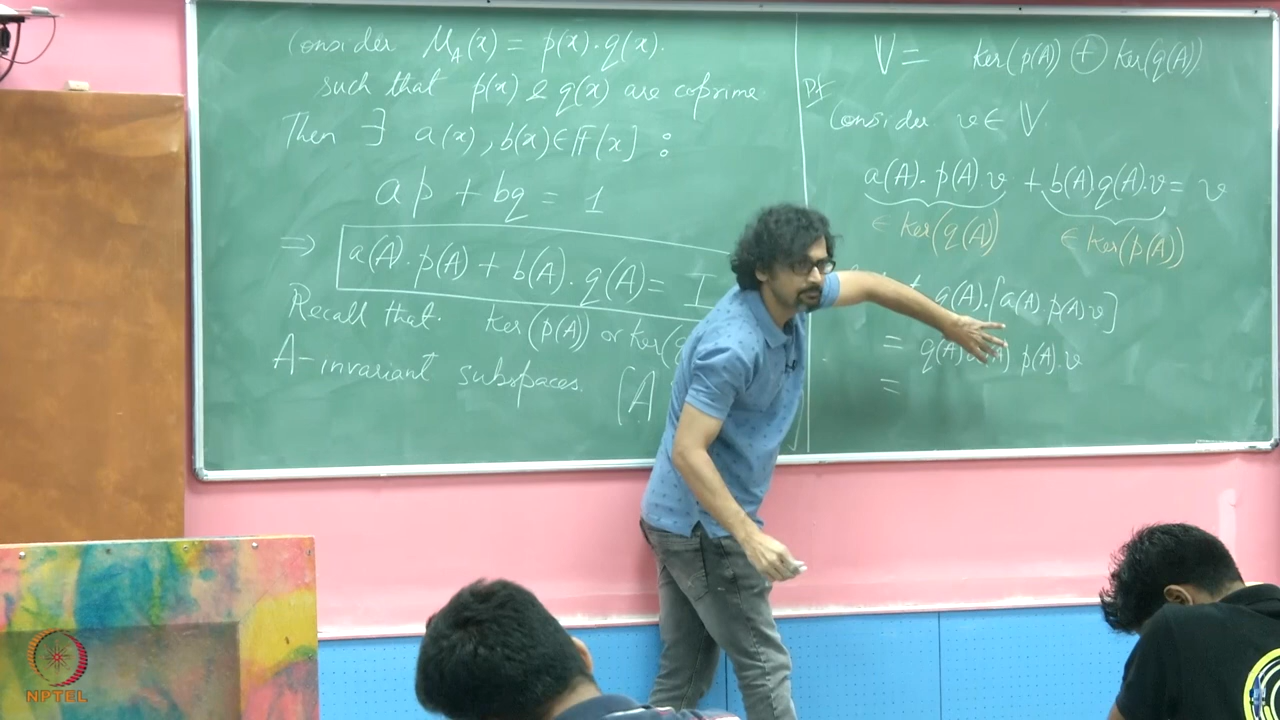 Consider μ_A(x) = p(x)·q(x).
such that p(x) & q(x) are coprime
Then ∃ a(x), b(x) ∈ 𝔽[x] :
ap + bq = 1
⇒ a(A)·p(A) + b(A)·q(A) = I
Recall that. ker(p(A)) or ker(q
A-invariant subspaces. (A
V = ker(p(A)) ⊕ ker(q(A))
Pf
Consider v ∈ V.
a(A)·p(A)·v + b(A)q(A)·v = v
∈ ker(q(A)) ∈ ker(p(A))
q(A)·[a(A)·p(A)·v]
= q(A) p(A)·v
=
NPTEL